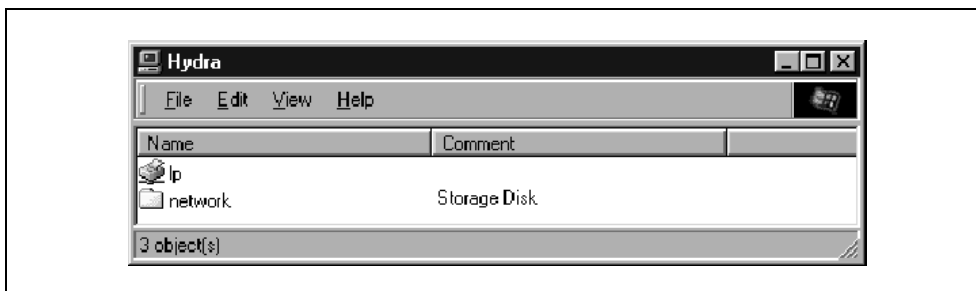 Hydra
File Edit View Help
Name Comment
lp
network Storage Disk
3 object(s)